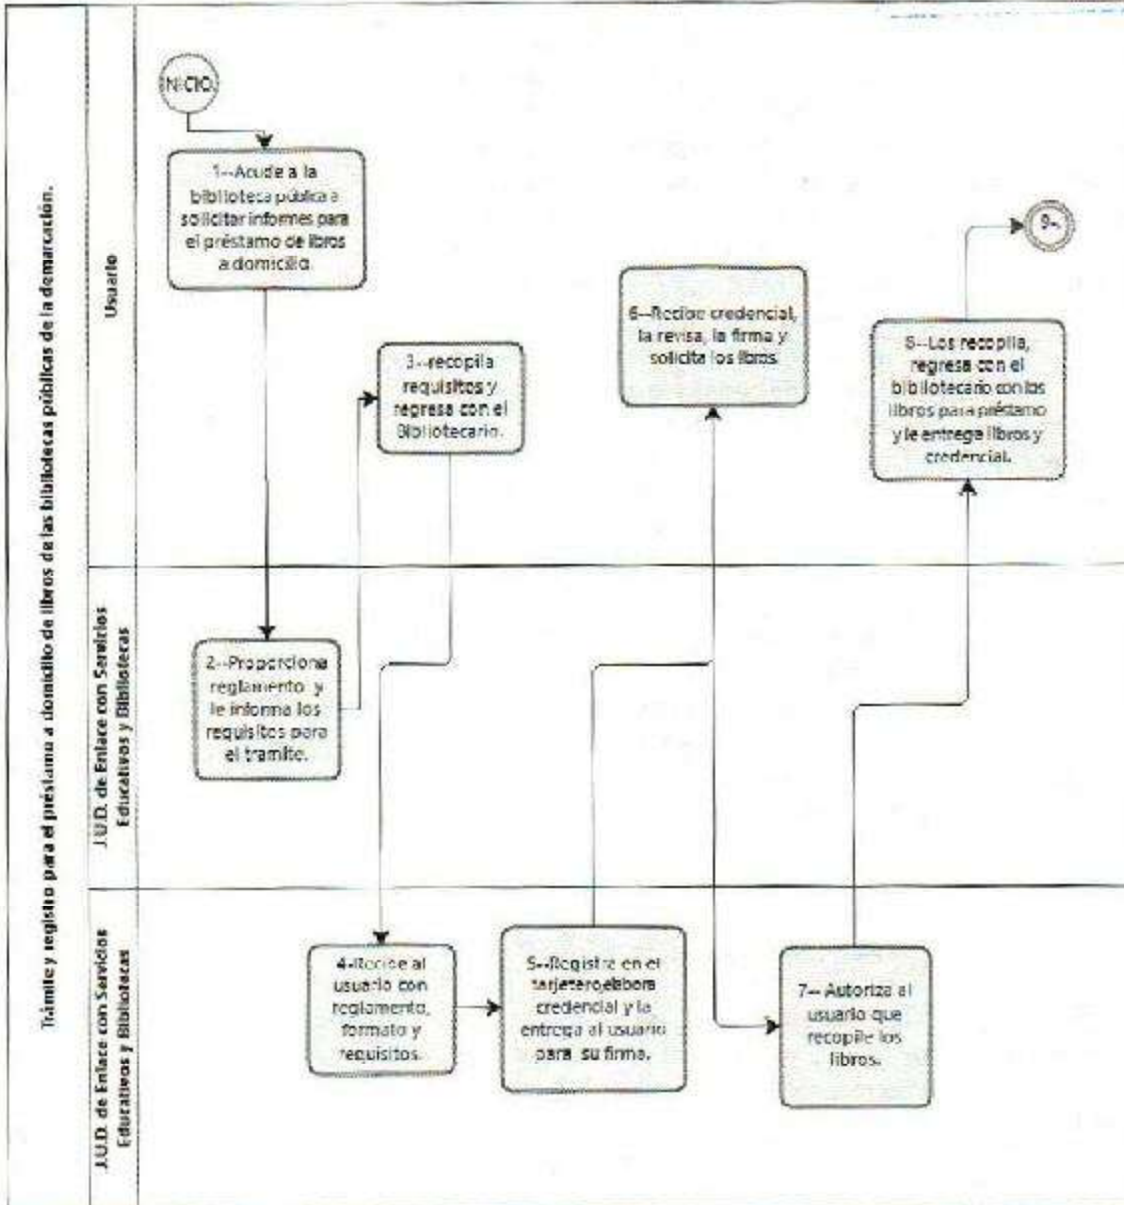 Trámite y registro para el préstamo a domicilio de libros de las bibliotecas públicas de la demarcación.
Usuario
J.U.D. de Enlace con Servicios
Educativos y Bibliotecas
J.U.D. de Enlace con Servicios
Educativos y Bibliotecas
INICIO.
1--Acude a la
biblioteca pública a
solicitar informes para
el préstamo de libros
a domicilio.
2--Proporciona
reglamento y
le informa los
requisitos para
el tramite.
3--recopila
requisitos y
regresa con el
Bibliotecario.
4-Recibe al
usuario con
reglamento,
formato y
requisitos.
5--Registra en el
tarjetero,elabora
credencial y la
entrega al usuario
para su firma.
6--Recibe credencial,
la revisa, la firma y
solicita los libros.
7-- Autoriza al
usuario que
recopile los
libros.
8--Los recopila,
regresa con el
bibliotecario con los
libros para préstamo
y le entrega libros y
credencial.
9-.